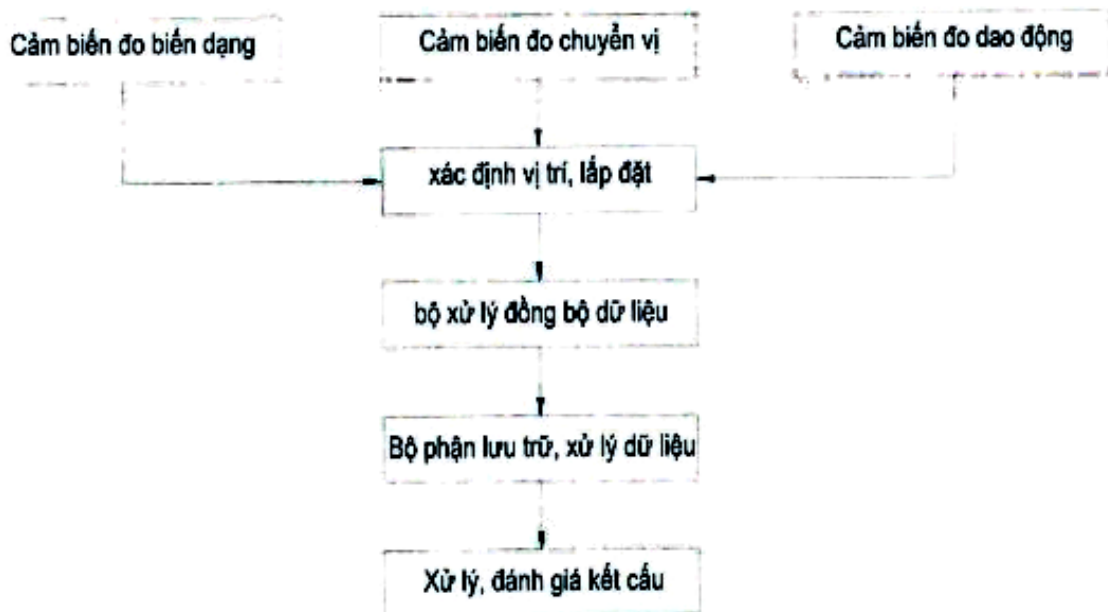 Cảm biến đo biến dạng
Cảm biến đo chuyển vị
Cảm biến đo dao động
xác định vị trí, lắp đặt
bộ xử lý đồng bộ dữ liệu
Bộ phận lưu trữ, xử lý dữ liệu
Xử lý, đánh giá kết cấu